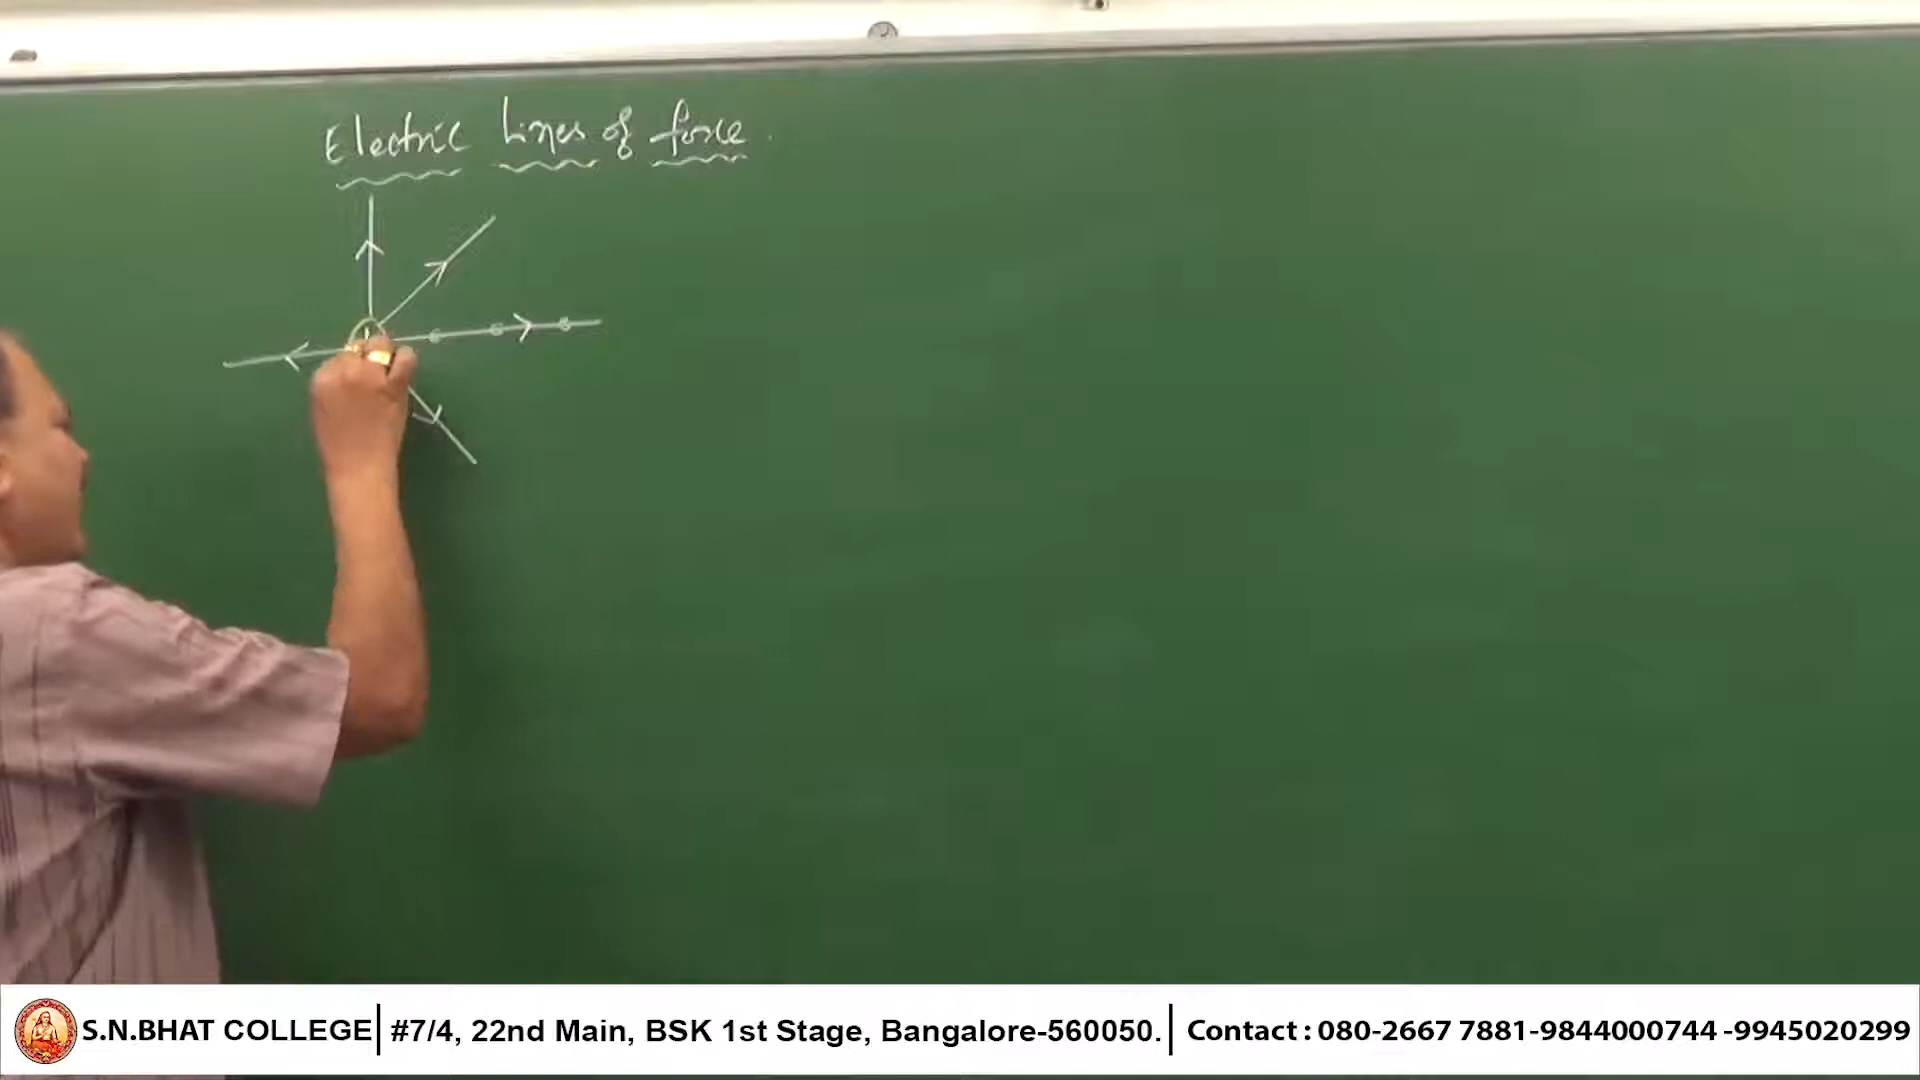 Electric Lines of force.
S.N.BHAT COLLEGE | #7/4, 22nd Main, BSK 1st Stage, Bangalore-560050. | Contact : 080-2667 7881-9844000744 -9945020299